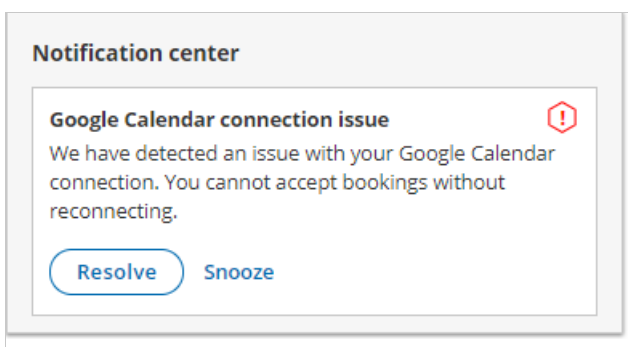 Notification center
Google Calendar connection issue
We have detected an issue with your Google Calendar
connection. You cannot accept bookings without
reconnecting.
Resolve Snooze